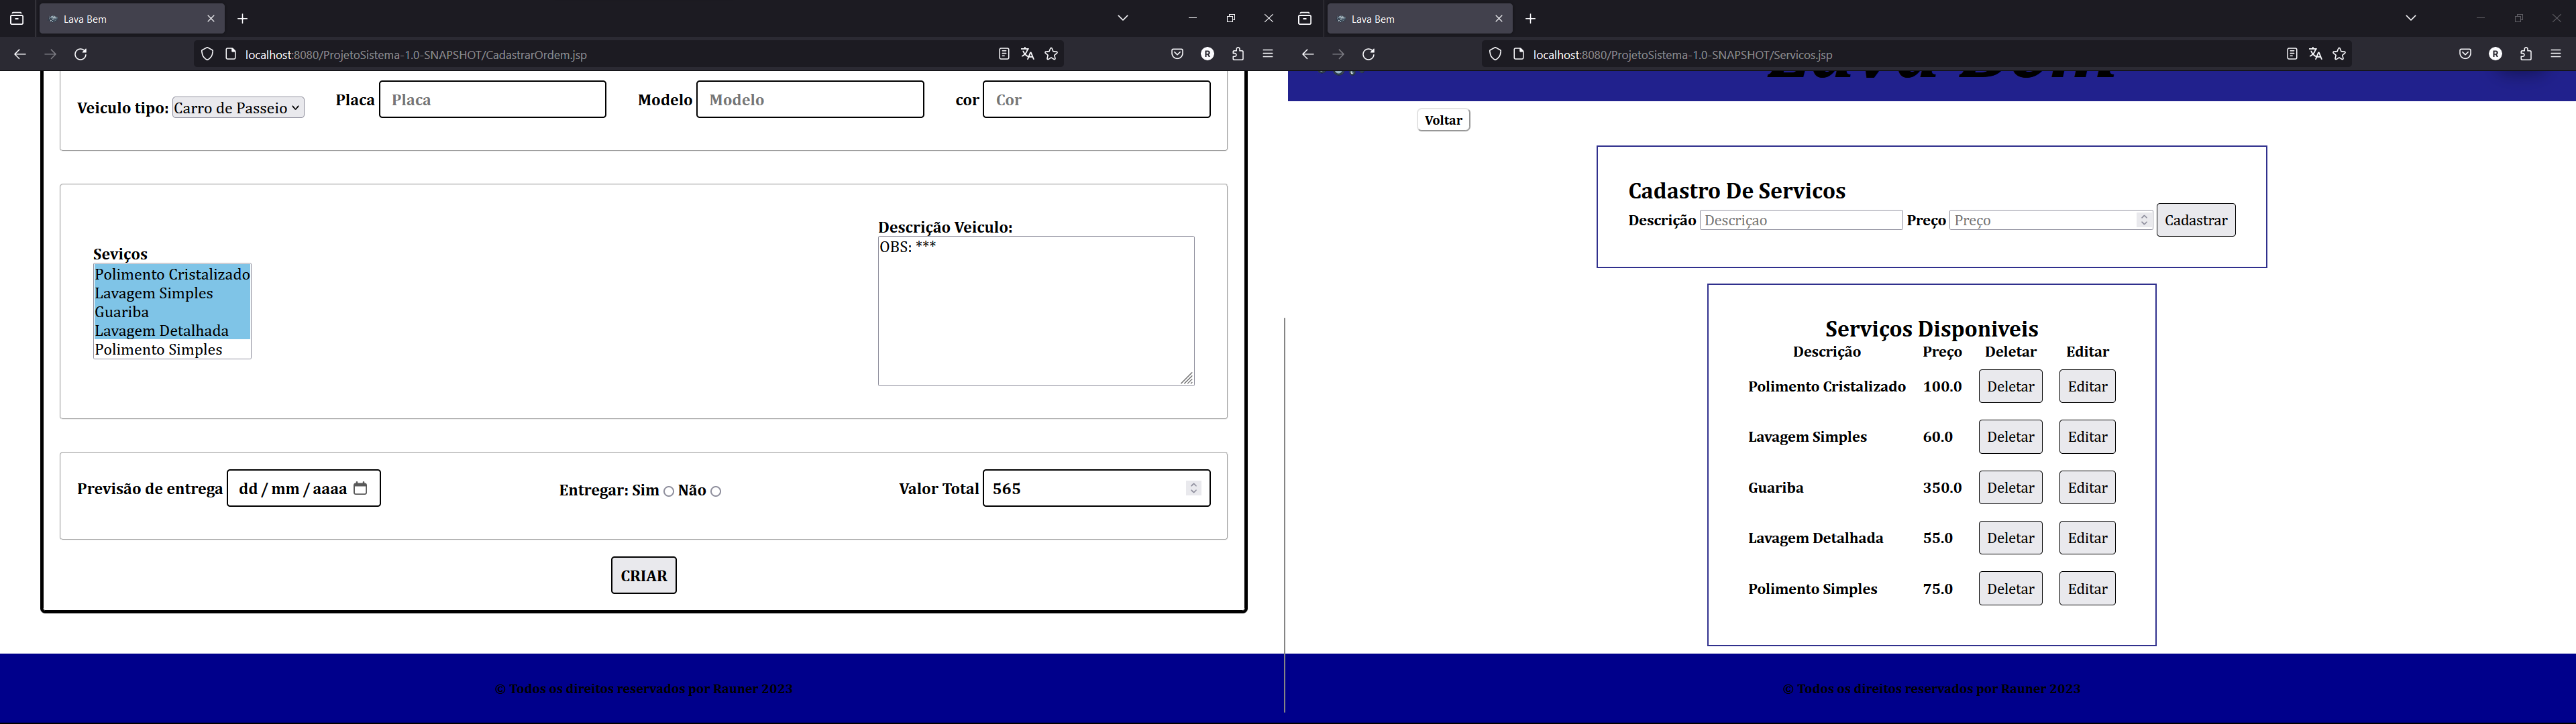 Lava Bem
localhost:8080/ProjetoSistema-1.0-SNAPSHOT/CadastrarOrdem.jsp
Veiculo tipo: Carro de Passeio Placa Placa Modelo Modelo cor Cor
Seviços
Polimento Cristalizado
Lavagem Simples
Guariba
Lavagem Detalhada
Polimento Simples
Descrição Veiculo:
OBS: ***
Previsão de entrega dd / mm / aaaa Entregar: Sim Não Valor Total 565
CRIAR
© Todos os direitos reservados por Rauner 2023
Lava Bem
localhost:8080/ProjetoSistema-1.0-SNAPSHOT/Servicos.jsp
Lava Bem
Voltar
Cadastro De Servicos
Descrição Descriçao Preço Preço Cadastrar
Serviços Disponiveis
Descrição Preço Deletar Editar
Polimento Cristalizado 100.0 Deletar Editar
Lavagem Simples 60.0 Deletar Editar
Guariba 350.0 Deletar Editar
Lavagem Detalhada 55.0 Deletar Editar
Polimento Simples 75.0 Deletar Editar
© Todos os direitos reservados por Rauner 2023